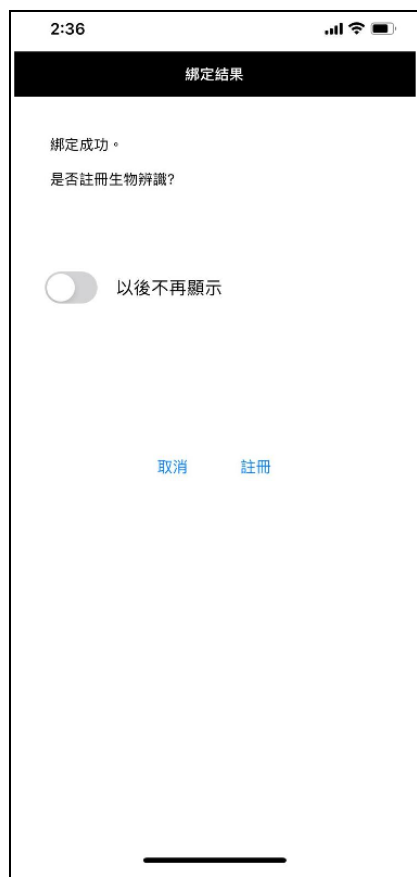 2:36
綁定結果
綁定成功。
是否註冊生物辨識?
以後不再顯示
取消 註冊